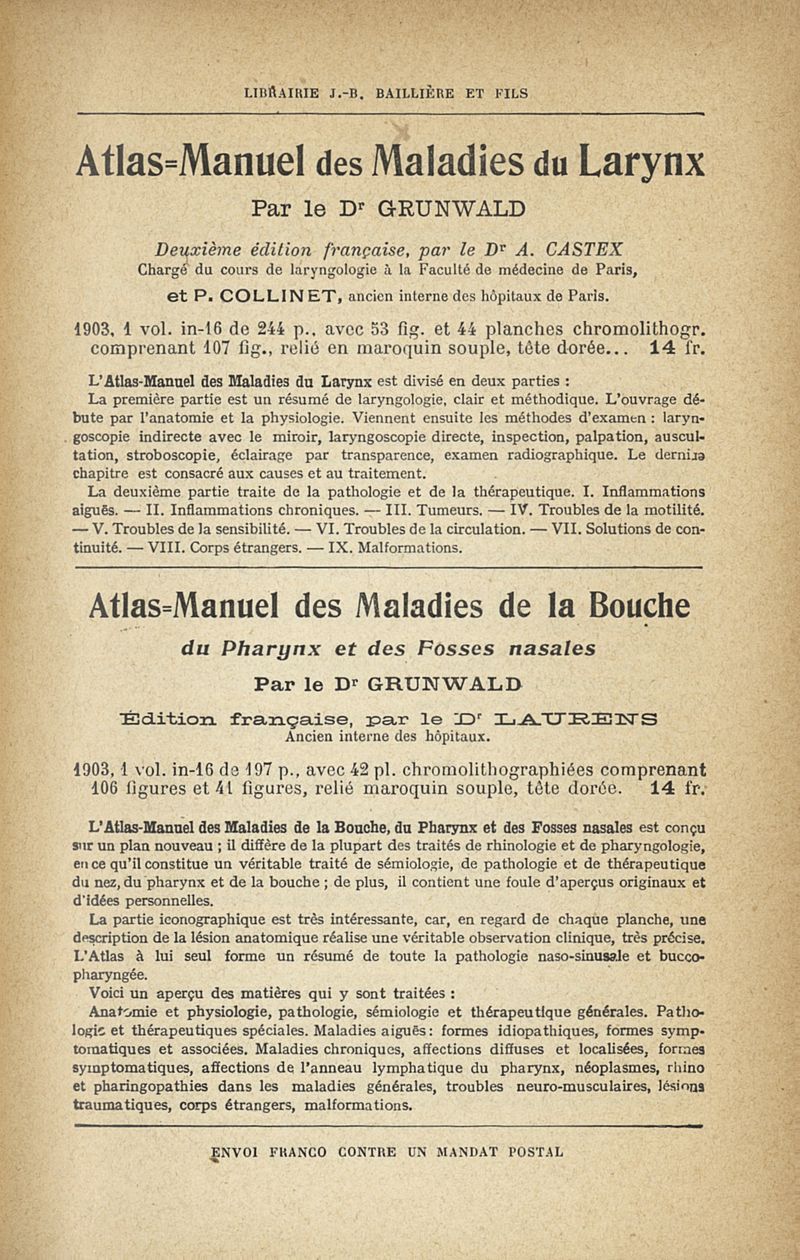 LIBRAIRIE J.-B. BAILLIÈRE ET FILS
Atlas=Manuel des Maladies du Larynx
Par le Dr GRUNWALD
Deuxième édition française, par le Dr A. CASTEX
Chargé du cours de laryngologie à la Faculté de médecine de Paris,
et P. COLLINET, ancien interne des hôpitaux de Paris.
1903, 1 vol. in-16 de 244 p., avec 53 fig. et 44 planches chromolithogr.
comprenant 107 fig., relié en maroquin souple, tête dorée... 14 fr.
L'Atlas-Manuel des Maladies du Larynx est divisé en deux parties :
La première partie est un résumé de laryngologie, clair et méthodique. L'ouvrage dé-
bute par l'anatomie et la physiologie. Viennent ensuite les méthodes d'examen : laryn-
goscopie indirecte avec le miroir, laryngoscopie directe, inspection, palpation, auscul-
tation, stroboscopie, éclairage par transparence, examen radiographique. Le dernier
chapitre est consacré aux causes et au traitement.
La deuxième partie traite de la pathologie et de la thérapeutique. I. Inflammations
aiguës. — II. Inflammations chroniques. — III. Tumeurs. — IV. Troubles de la motilité.
— V. Troubles de la sensibilité. — VI. Troubles de la circulation. — VII. Solutions de con-
tinuité. — VIII. Corps étrangers. — IX. Malformations.
Atlas=Manuel des Maladies de la Bouche
du Pharynx et des Fosses nasales
Par le Dr GRUNWALD
Édition française, par le Dr LAURENS
Ancien interne des hôpitaux.
1903, 1 vol. in-16 de 197 p., avec 42 pl. chromolithographiées comprenant
106 figures et 41 figures, relié maroquin souple, tête dorée. 14 fr.
L'Atlas-Manuel des Maladies de la Bouche, du Pharynx et des Fosses nasales est conçu
sur un plan nouveau ; il diffère de la plupart des traités de rhinologie et de pharyngologie,
en ce qu'il constitue un véritable traité de sémiologie, de pathologie et de thérapeutique
du nez, du pharynx et de la bouche ; de plus, il contient une foule d'aperçus originaux et
d'idées personnelles.
La partie iconographique est très intéressante, car, en regard de chaque planche, une
description de la lésion anatomique réalise une véritable observation clinique, très précise.
L'Atlas à lui seul forme un résumé de toute la pathologie naso-sinusale et bucco-
pharyngée.
Voici un aperçu des matières qui y sont traitées :
Anatomie et physiologie, pathologie, sémiologie et thérapeutique générales. Patho-
logie et thérapeutiques spéciales. Maladies aiguës : formes idiopathiques, formes symp-
tomatiques et associées. Maladies chroniques, affections diffuses et localisées, formes
symptomatiques, affections de l'anneau lymphatique du pharynx, néoplasmes, rhino
et pharingopathies dans les maladies générales, troubles neuro-musculaires, lésions
traumatiques, corps étrangers, malformations.
ENVOI FRANCO CONTRE UN MANDAT POSTAL